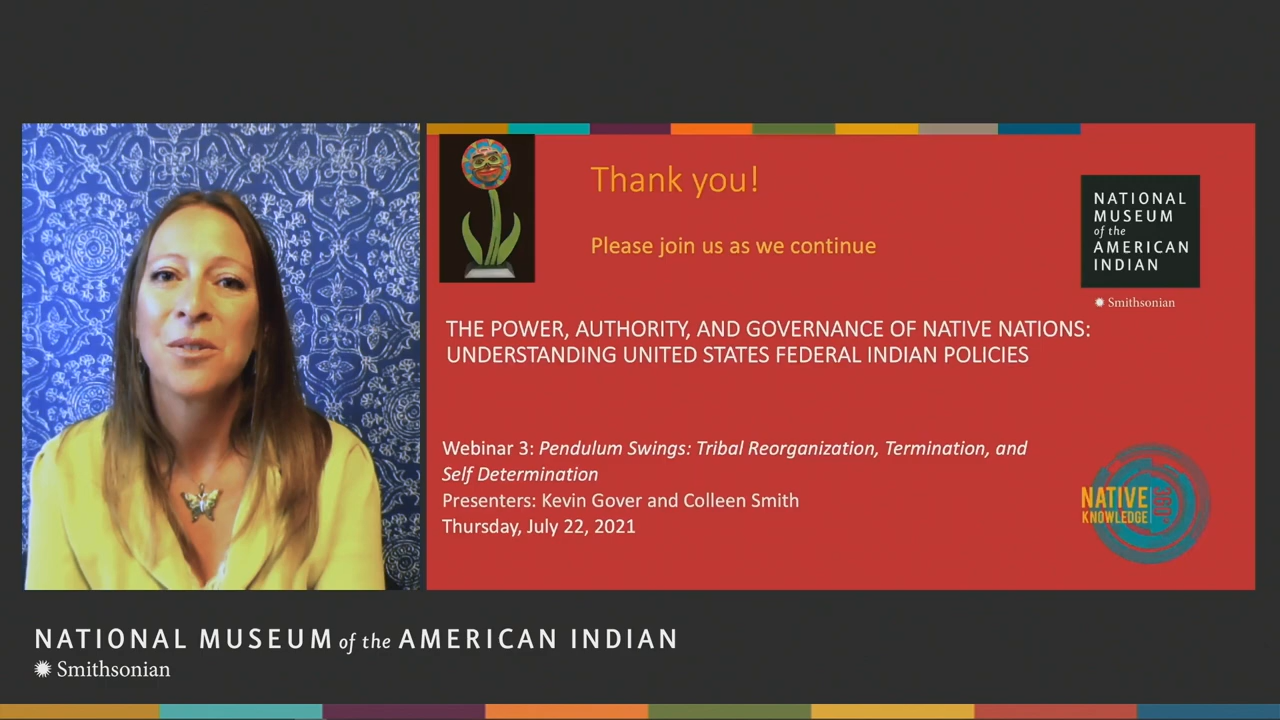 Thank you!
Please join us as we continue
NATIONAL
MUSEUM
of the
AMERICAN
INDIAN
Smithsonian
THE POWER, AUTHORITY, AND GOVERNANCE OF NATIVE NATIONS:
UNDERSTANDING UNITED STATES FEDERAL INDIAN POLICIES
Webinar 3: Pendulum Swings: Tribal Reorganization, Termination, and
Self Determination
Presenters: Kevin Gover and Colleen Smith
Thursday, July 22, 2021
NATIVE
KNOWLEDGE
360°
NATIONAL MUSEUM of the AMERICAN INDIAN
Smithsonian